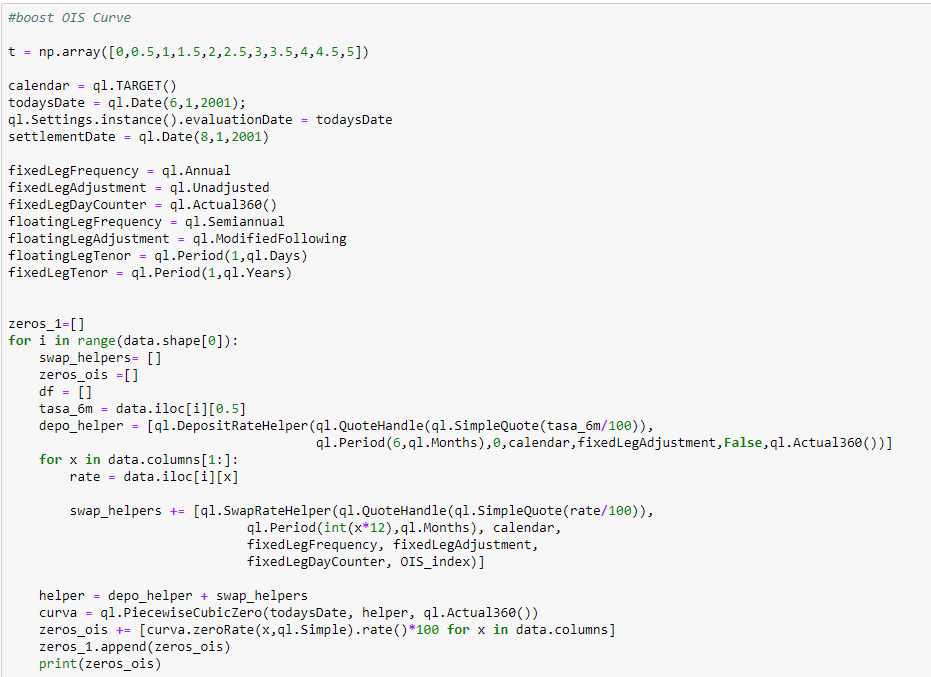 #boost OIS Curve
t = np.array([0,0.5,1,1.5,2,2.5,3,3.5,4,4.5,5])
calendar = ql.TARGET()
todaysDate = ql.Date(6,1,2001);
ql.Settings.instance().evaluationDate = todaysDate
settlementDate = ql.Date(8,1,2001)
fixedLegFrequency = ql.Annual
fixedLegAdjustment = ql.Unadjusted
fixedLegDayCounter = ql.Actual360()
floatingLegFrequency = ql.Semiannual
floatingLegAdjustment = ql.ModifiedFollowing
floatingLegTenor = ql.Period(1,ql.Days)
fixedLegTenor = ql.Period(1,ql.Years)
zeros_1=[]
for i in range(data.shape[0]):
    swap_helpers= []
    zeros_ois =[]
    df = []
    tasa_6m = data.iloc[i][0.5]
    depo_helper = [ql.DepositRateHelper(ql.QuoteHandle(ql.SimpleQuote(tasa_6m/100)),
                                        ql.Period(6,ql.Months),0,calendar,fixedLegAdjustment,False,ql.Actual360())]
    for x in data.columns[1:]:
        rate = data.iloc[i][x]
        swap_helpers += [ql.SwapRateHelper(ql.QuoteHandle(ql.SimpleQuote(rate/100)),
                               ql.Period(int(x*12),ql.Months), calendar,
                               fixedLegFrequency, fixedLegAdjustment,
                               fixedLegDayCounter, OIS_index)]
    helper = depo_helper + swap_helpers
    curva = ql.PiecewiseCubicZero(todaysDate, helper, ql.Actual360())
    zeros_ois += [curva.zeroRate(x,ql.Simple).rate()*100 for x in data.columns]
    zeros_1.append(zeros_ois)
    print(zeros_ois)